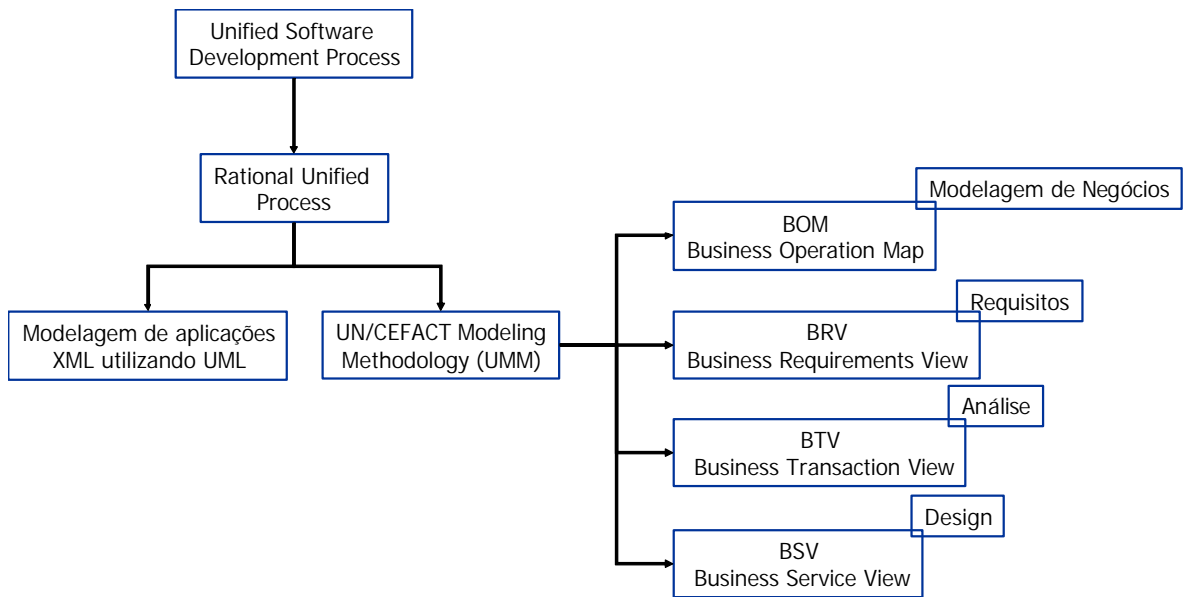 Unified Software
Development Process
Rational Unified
Process
Modelagem de aplicações
XML utilizando UML
UN/CEFACT Modeling
Methodology (UMM)
Modelagem de Negócios
BOM
Business Operation Map
Requisitos
BRV
Business Requirements View
Análise
BTV
Business Transaction View
Design
BSV
Business Service View